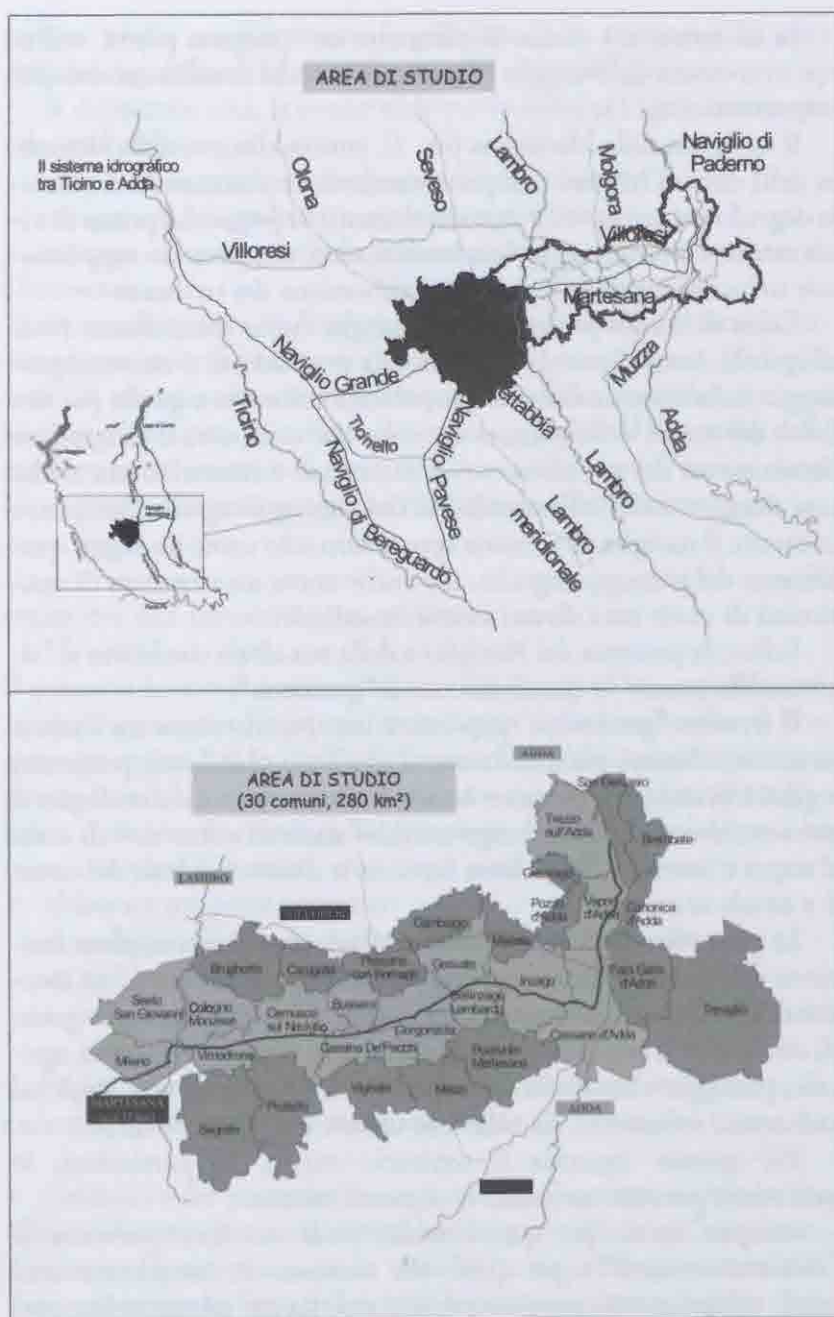 AREA DI STUDIO
Il sistema idrográfico
tra Ticino e Adda
Olona
Seveso
Lambro
Molgora
Naviglio di
Paderno
Villoresi
Villoresi
Martesana
Naviglio Grande
Ticino
Ticinello
Naviglio di Bereguardo
Naviglio Pavese
Vettabbia
Lambro
Lambro
meridionale
Muzza
Adda
AREA DI STUDIO
(30 comuni, 280 km²)
ADDA
LAMBRO
Trezzo
sull'Adda
Pozzo
d'Adda
Vaprio
d'Adda
Canonica
d'Adda
Cambiago
Masate
Brugherio
Carugate
Pessano
con Bornago
Gessate
Inzago
Fara Gera
d'Adda
Treviglio
Sesto
San Giovanni
Cologno
Monzese
Cernusco
sul Naviglio
Bussero
Gorgonzola
Bellinzago
Lombardo
Cassano d'Adda
Milano
Vimodrone
Cassina De'Pecchi
Pozzuolo
Martesana
Segrate
Pioltello
Vignate
Melzo
MARTESANA
ADDA